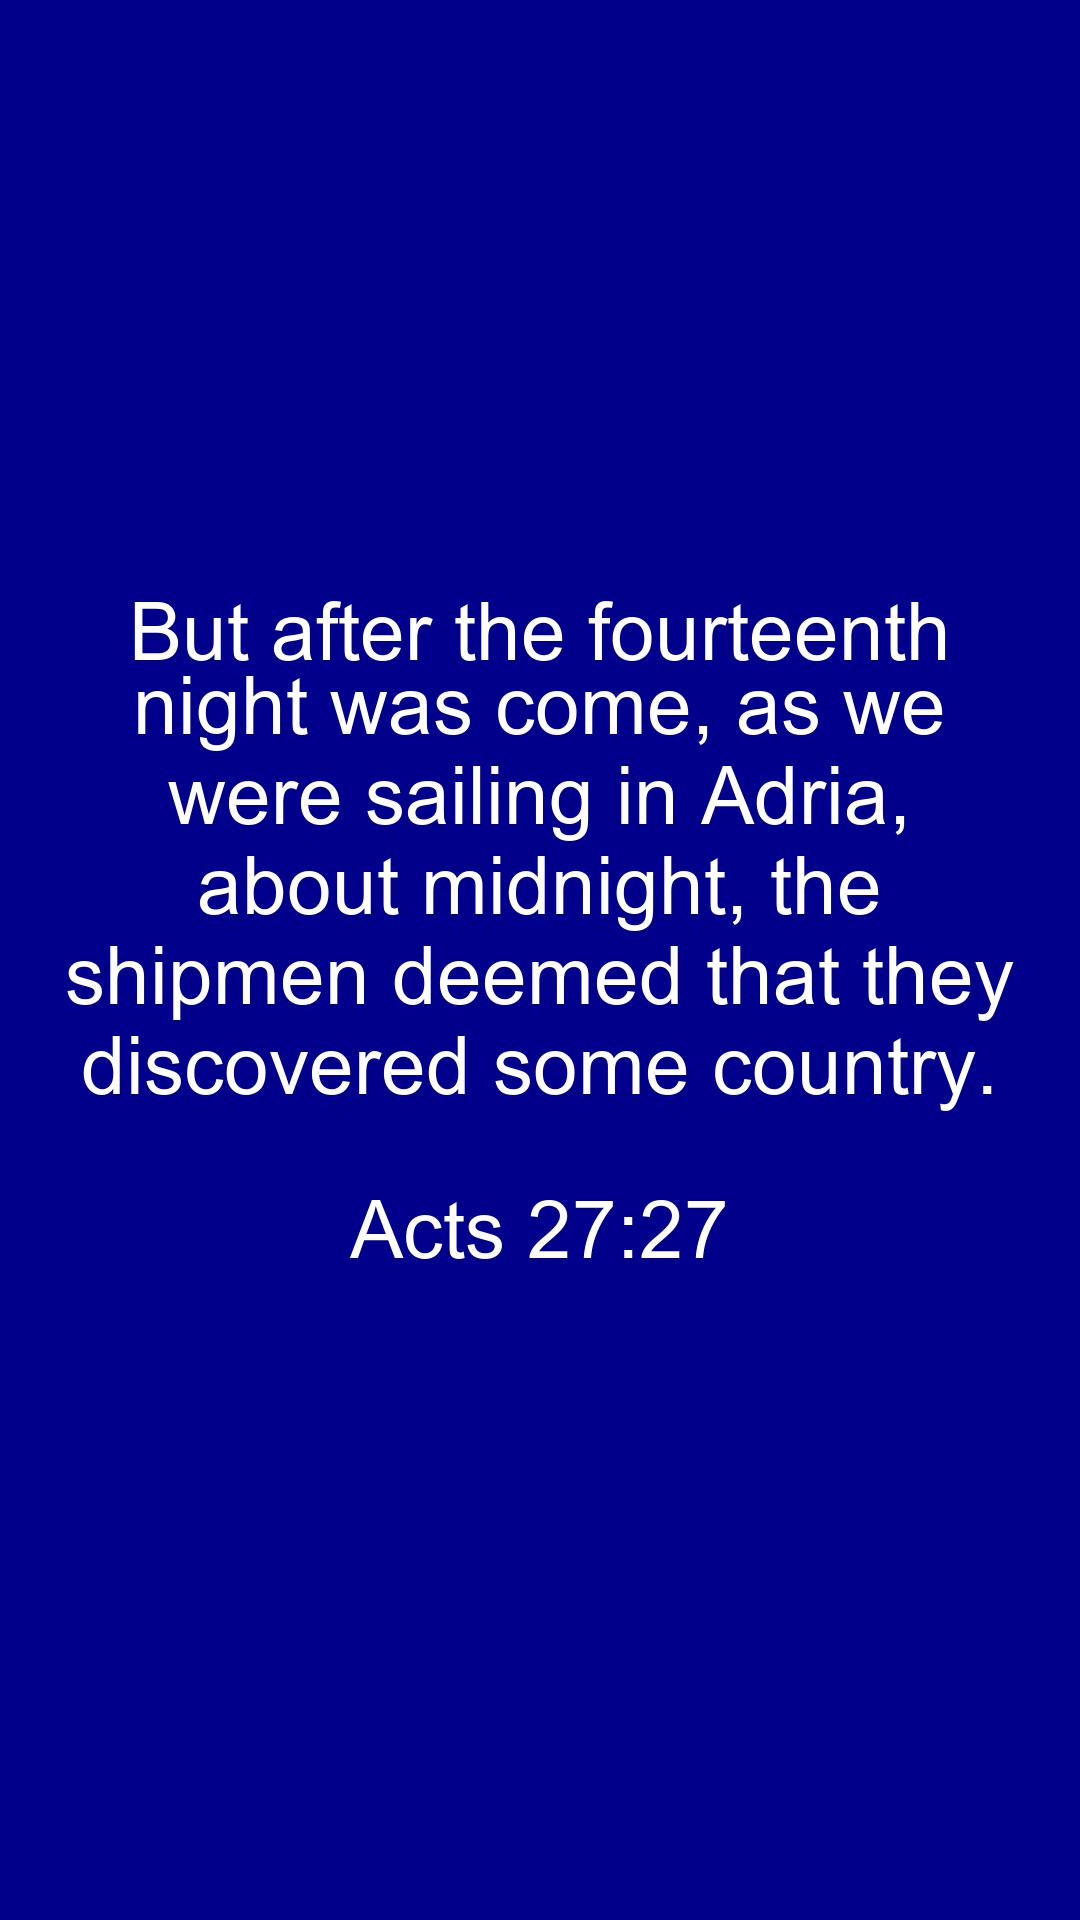 But after the fourteenth
night was come, as we
were sailing in Adria,
about midnight, the
shipmen deemed that they
discovered some country.
Acts 27:27